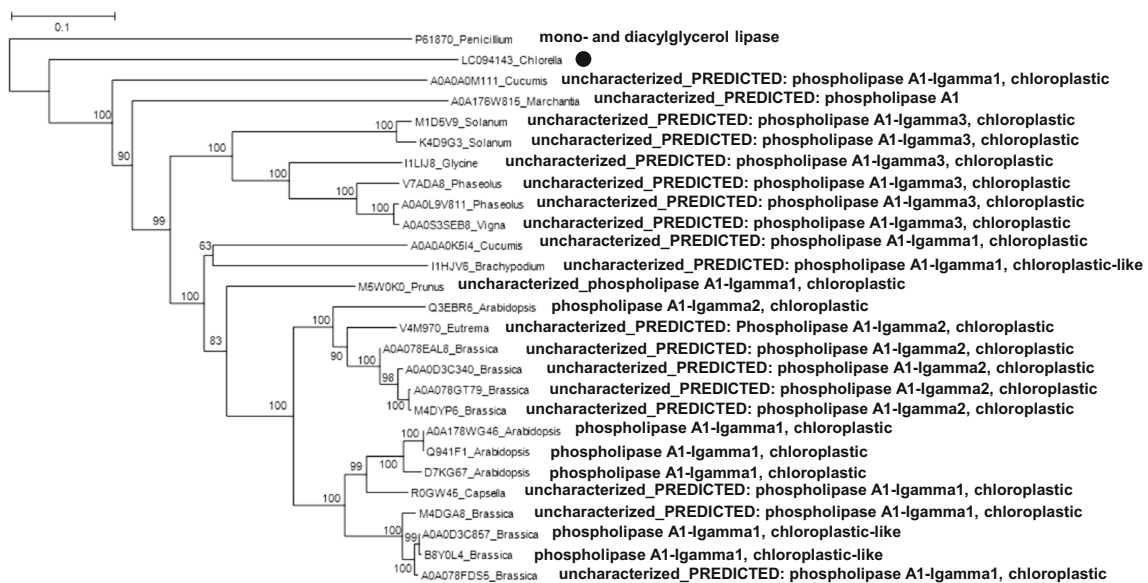 0.1
P61870_Penicillium mono- and diacylglycerol lipase
LC094143_Chlorella
A0A0A0M111_Cucumis uncharacterized_PREDICTED: phospholipase A1-Igamma1, chloroplastic
100
A0A176W815_Marchantia uncharacterized_PREDICTED: phospholipase A1
M1D5V9_Solanum uncharacterized_PREDICTED: phospholipase A1-Igamma3, chloroplastic
100
K4D9G3_Solanum uncharacterized_PREDICTED: phospholipase A1-Igamma3, chloroplastic
90
100
I1LIJ8_Glycine uncharacterized_PREDICTED: phospholipase A1-Igamma3, chloroplastic
100
V7ADA8_Phaseolus uncharacterized_PREDICTED: phospholipase A1-Igamma3, chloroplastic
100
A0A0L9V811_Phaseolus uncharacterized_PREDICTED: phospholipase A1-Igamma3, chloroplastic
100
A0A0S3SEB8_Vigna uncharacterized_PREDICTED: phospholipase A1-Igamma3, chloroplastic
99
63
A0A0A0K5I4_Cucumis uncharacterized_PREDICTED: phospholipase A1-Igamma1, chloroplastic
I1HJV6_Brachypodium uncharacterized_PREDICTED: phospholipase A1-Igamma1, chloroplastic-like
M5W0K0_Prunus uncharacterized_phospholipase A1-Igamma1, chloroplastic
100
Q3EBR6_Arabidopsis phospholipase A1-Igamma2, chloroplastic
100
V4M970_Eutrema uncharacterized_PREDICTED: Phospholipase A1-Igamma2, chloroplastic
83
A0A078EAL8_Brassica uncharacterized_PREDICTED: phospholipase A1-Igamma2, chloroplastic
90
100
A0A0D3C340_Brassica uncharacterized_PREDICTED: phospholipase A1-Igamma2, chloroplastic
98
A0A078GT79_Brassica uncharacterized_PREDICTED: phospholipase A1-Igamma2, chloroplastic
100
M4DYP6_Brassica uncharacterized_PREDICTED: phospholipase A1-Igamma2, chloroplastic
100
A0A178WG46_Arabidopsis phospholipase A1-Igamma1, chloroplastic
100
Q941F1_Arabidopsis phospholipase A1-Igamma1, chloroplastic
99
100
D7KG67_Arabidopsis phospholipase A1-Igamma1, chloroplastic
R0GW45_Capsella uncharacterized_PREDICTED: phospholipase A1-Igamma1, chloroplastic
100
M4DGA8_Brassica uncharacterized_PREDICTED: phospholipase A1-Igamma1, chloroplastic
100
A0A0D3C857_Brassica phospholipase A1-Igamma1, chloroplastic-like
99
B8Y0L4_Brassica phospholipase A1-Igamma1, chloroplastic-like
100
A0A078FDS5_Brassica uncharacterized_PREDICTED: phospholipase A1-Igamma1, chloroplastic